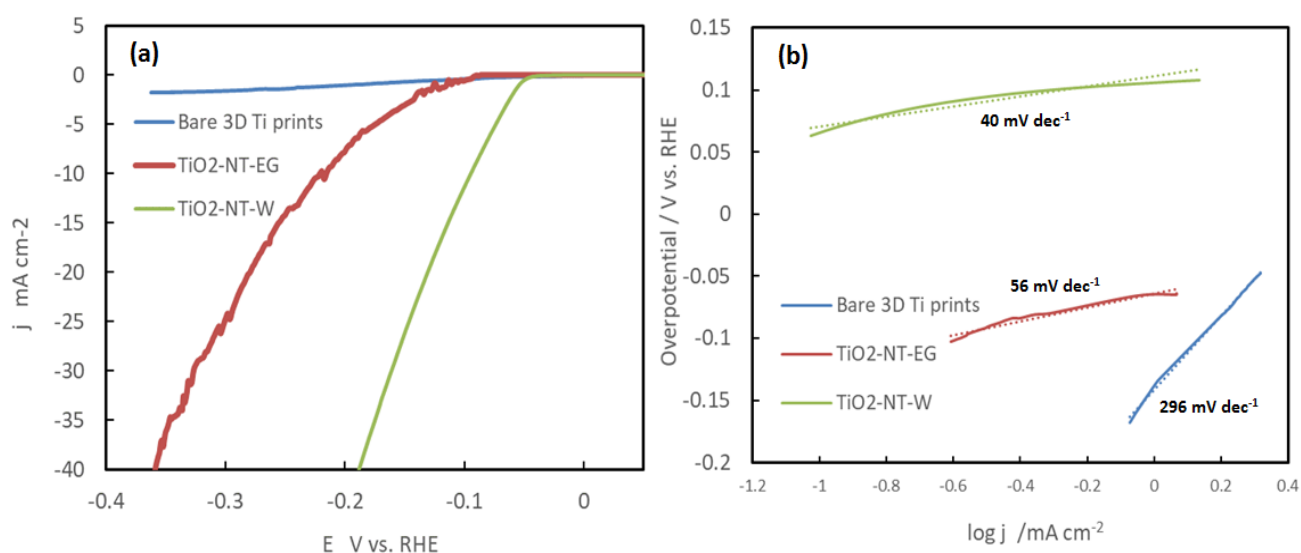 (a)
5
0
-5
-10
-15
-20
-25
-30
-35
-40
j mA cm-2
Bare 3D Ti prints
TiO2-NT-EG
TiO2-NT-W
-0.4
-0.3
-0.2
-0.1
0
E V vs. RHE
(b)
0.15
0.1
0.05
0
-0.05
-0.1
-0.15
-0.2
Overpotential / V vs. RHE
40 mV dec⁻¹
56 mV dec⁻¹
Bare 3D Ti prints
TiO2-NT-EG
TiO2-NT-W
296 mV dec⁻¹
-1.2
-1
-0.8
-0.6
-0.4
-0.2
0
0.2
0.4
log j /mA cm⁻²